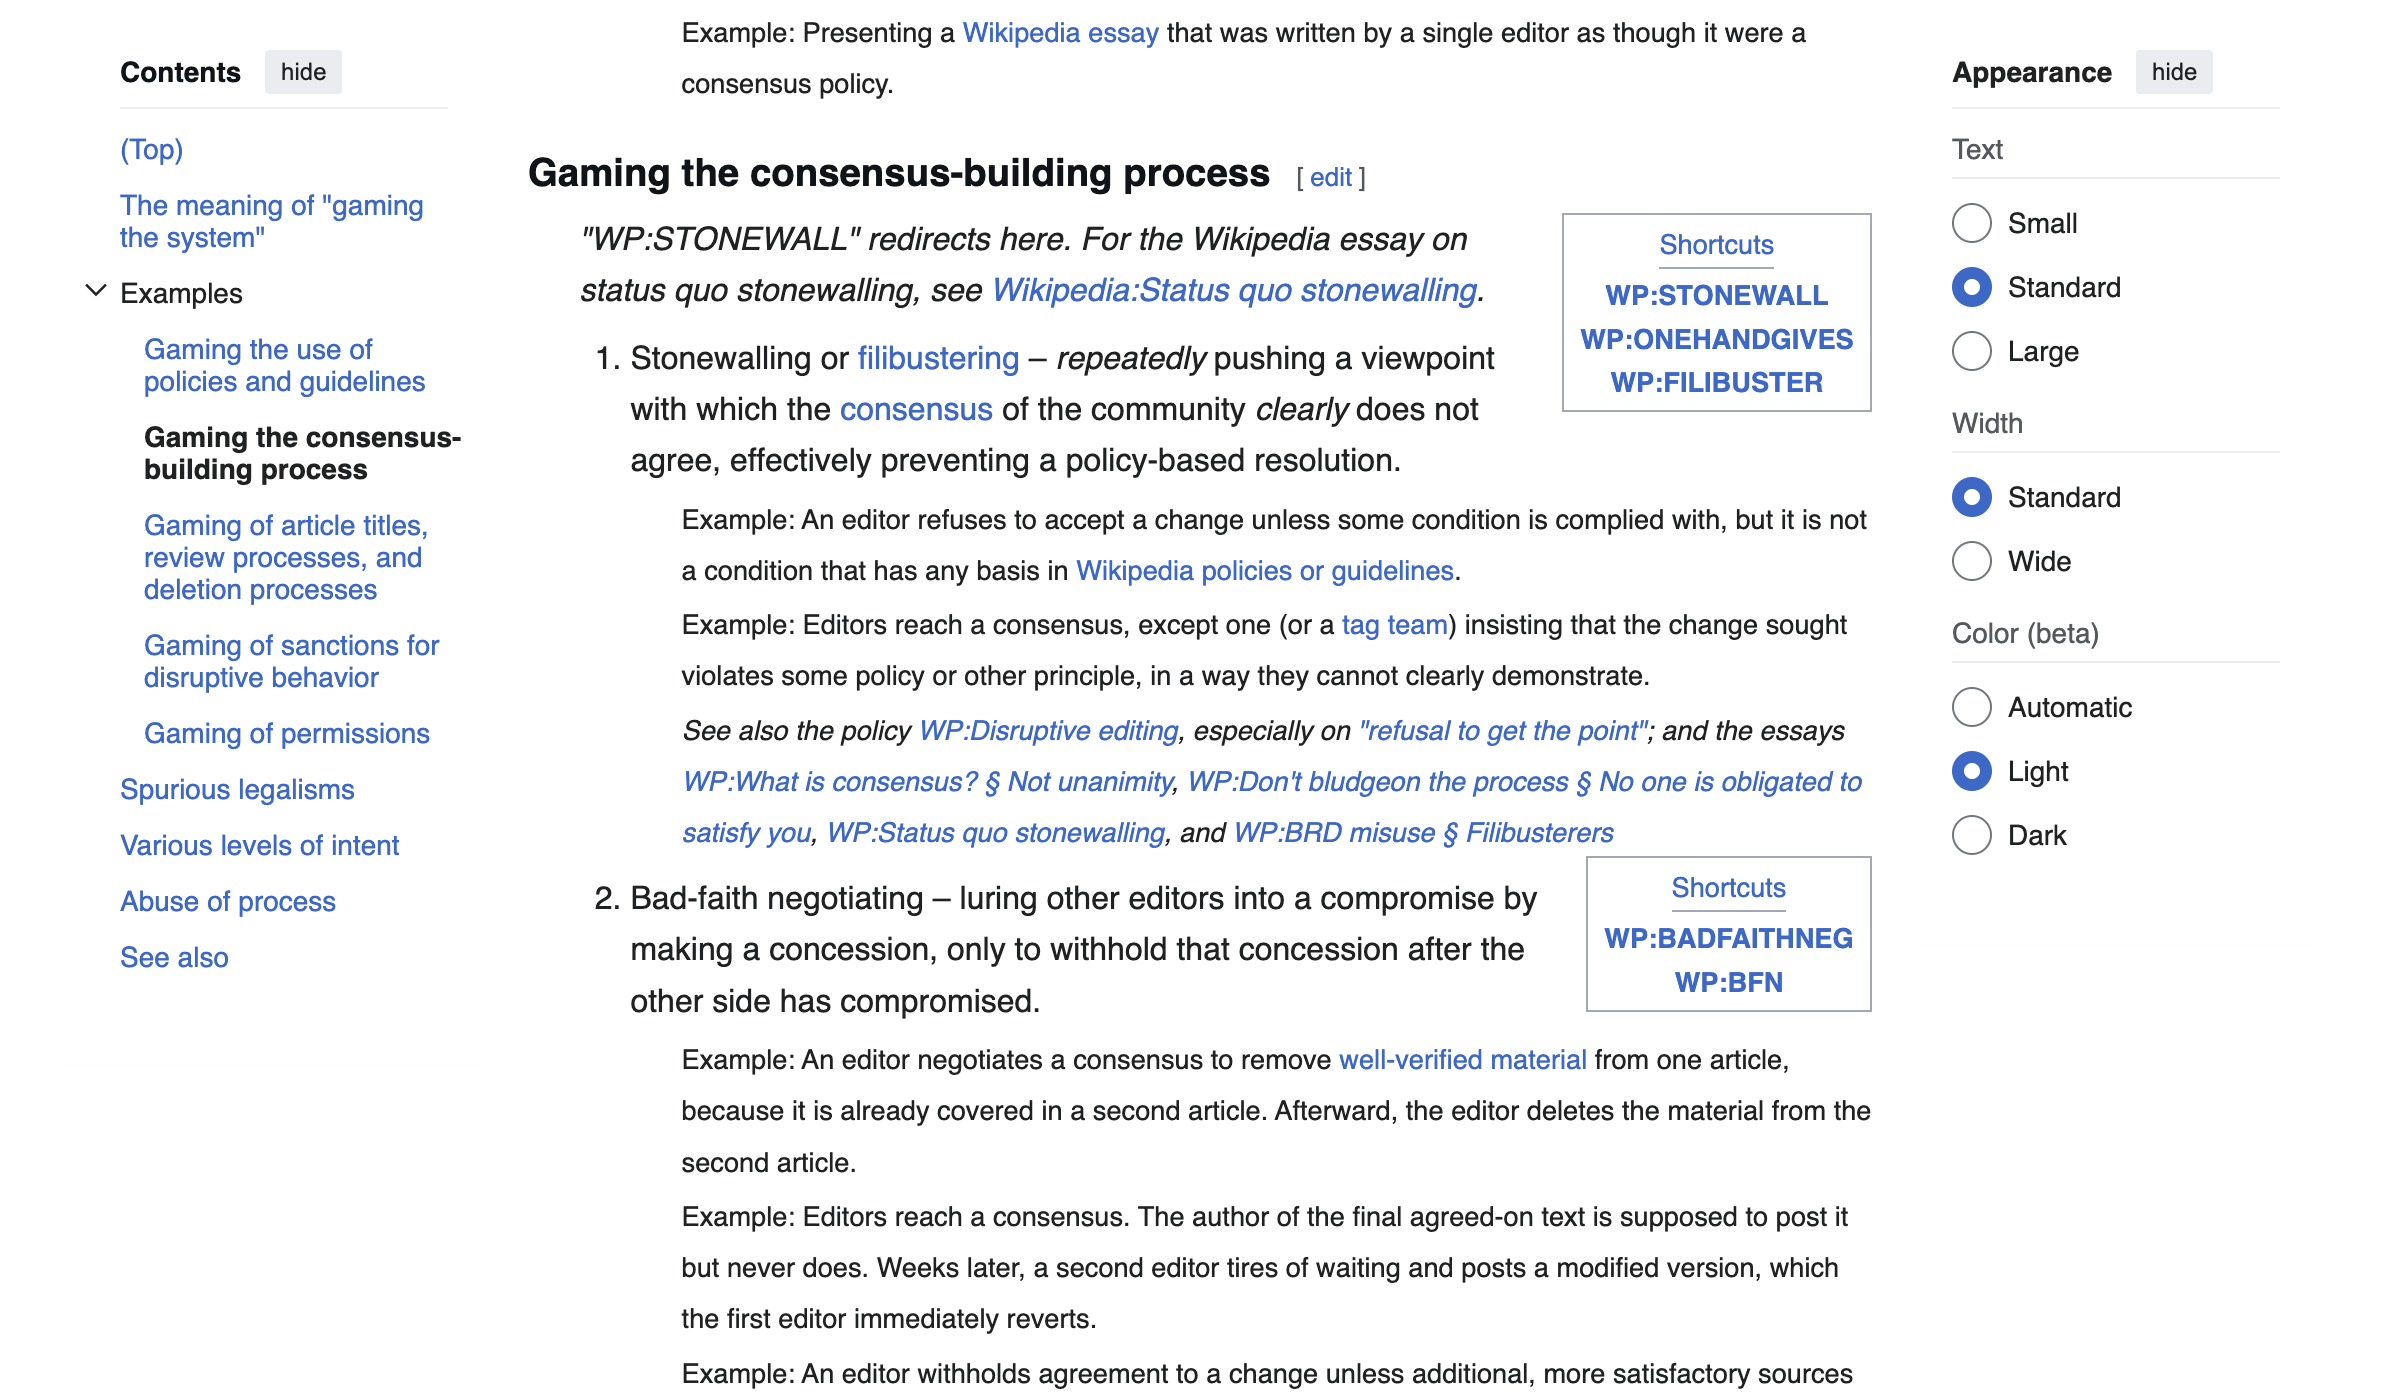 Contents hide
(Top)
The meaning of "gaming
the system"
Examples
Gaming the use of
policies and guidelines
Gaming the consensus-
building process
Gaming of article titles,
review processes, and
deletion processes
Gaming of sanctions for
disruptive behavior
Gaming of permissions
Spurious legalisms
Various levels of intent
Abuse of process
See also
Example: Presenting a Wikipedia essay that was written by a single editor as though it were a
consensus policy.
Gaming the consensus-building process [ edit ]
"WP:STONEWALL" redirects here. For the Wikipedia essay on
status quo stonewalling, see Wikipedia:Status quo stonewalling.
Shortcuts
WP:STONEWALL
WP:ONEHANDGIVES
WP:FILIBUSTER
1. Stonewalling or filibustering – repeatedly pushing a viewpoint
with which the consensus of the community clearly does not
agree, effectively preventing a policy-based resolution.
Example: An editor refuses to accept a change unless some condition is complied with, but it is not
a condition that has any basis in Wikipedia policies or guidelines.
Example: Editors reach a consensus, except one (or a tag team) insisting that the change sought
violates some policy or other principle, in a way they cannot clearly demonstrate.
See also the policy WP:Disruptive editing, especially on "refusal to get the point"; and the essays
WP:What is consensus? § Not unanimity, WP:Don't bludgeon the process § No one is obligated to
satisfy you, WP:Status quo stonewalling, and WP:BRD misuse § Filibusterers
Shortcuts
WP:BADFAITHNEG
WP:BFN
2. Bad-faith negotiating – luring other editors into a compromise by
making a concession, only to withhold that concession after the
other side has compromised.
Example: An editor negotiates a consensus to remove well-verified material from one article,
because it is already covered in a second article. Afterward, the editor deletes the material from the
second article.
Example: Editors reach a consensus. The author of the final agreed-on text is supposed to post it
but never does. Weeks later, a second editor tires of waiting and posts a modified version, which
the first editor immediately reverts.
Example: An editor withholds agreement to a change unless additional, more satisfactory sources
Appearance hide
Text
Small
Standard
Large
Width
Standard
Wide
Color (beta)
Automatic
Light
Dark